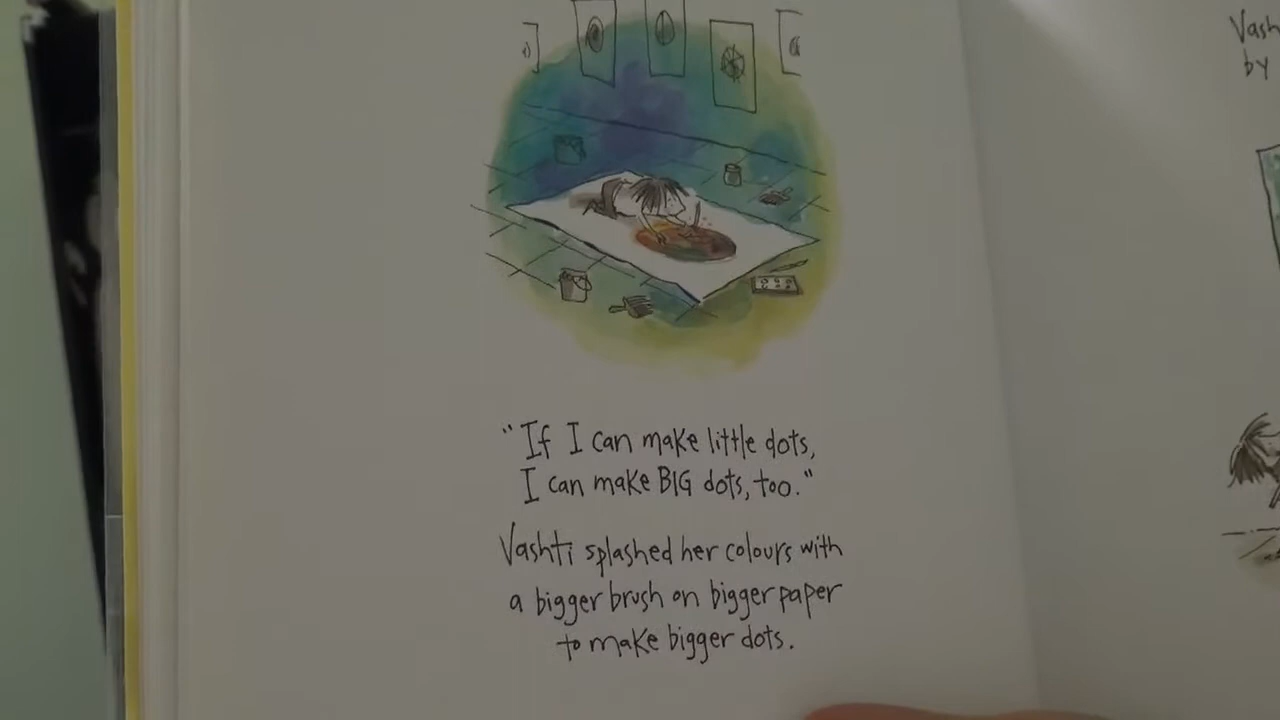 "If I can make little dots,
I can make BIG dots, too."
Vashti splashed her colours with
a bigger brush on bigger paper
to make bigger dots.
by